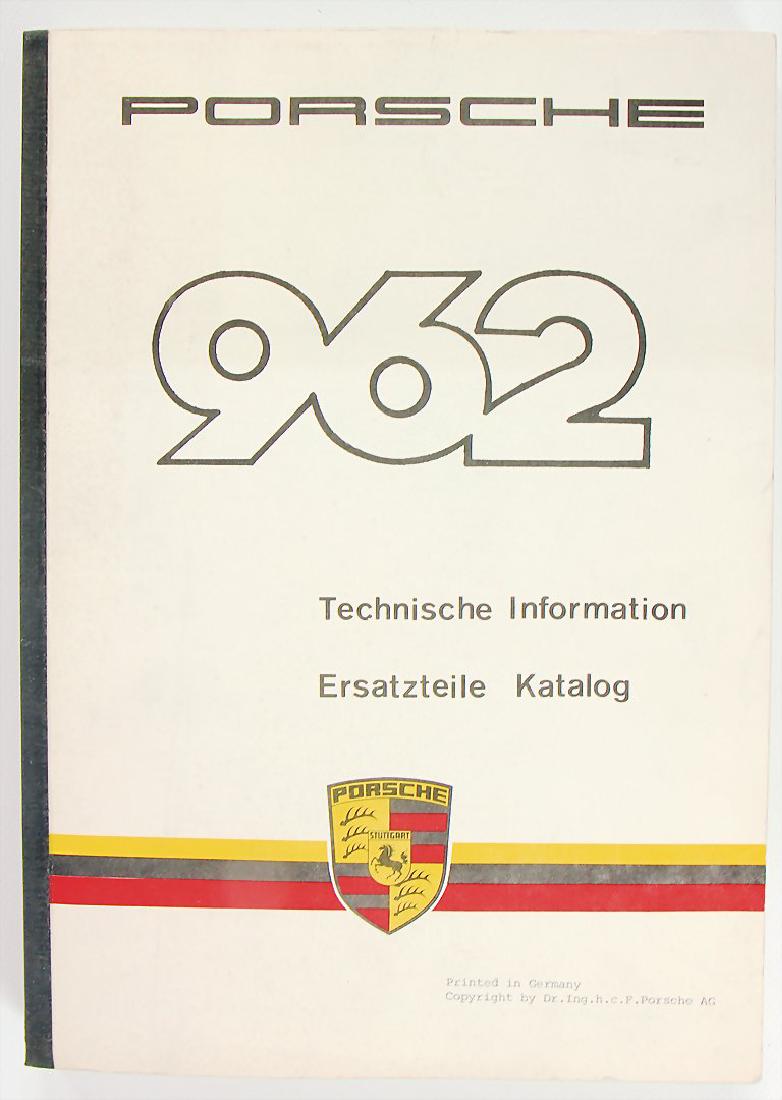 PORSCHE
962
Technische Information
Ersatzteile Katalog
PORSCHE
STUTTGART
Printed in Germany
Copyright by Dr.Ing.h.c.F.Porsche AG